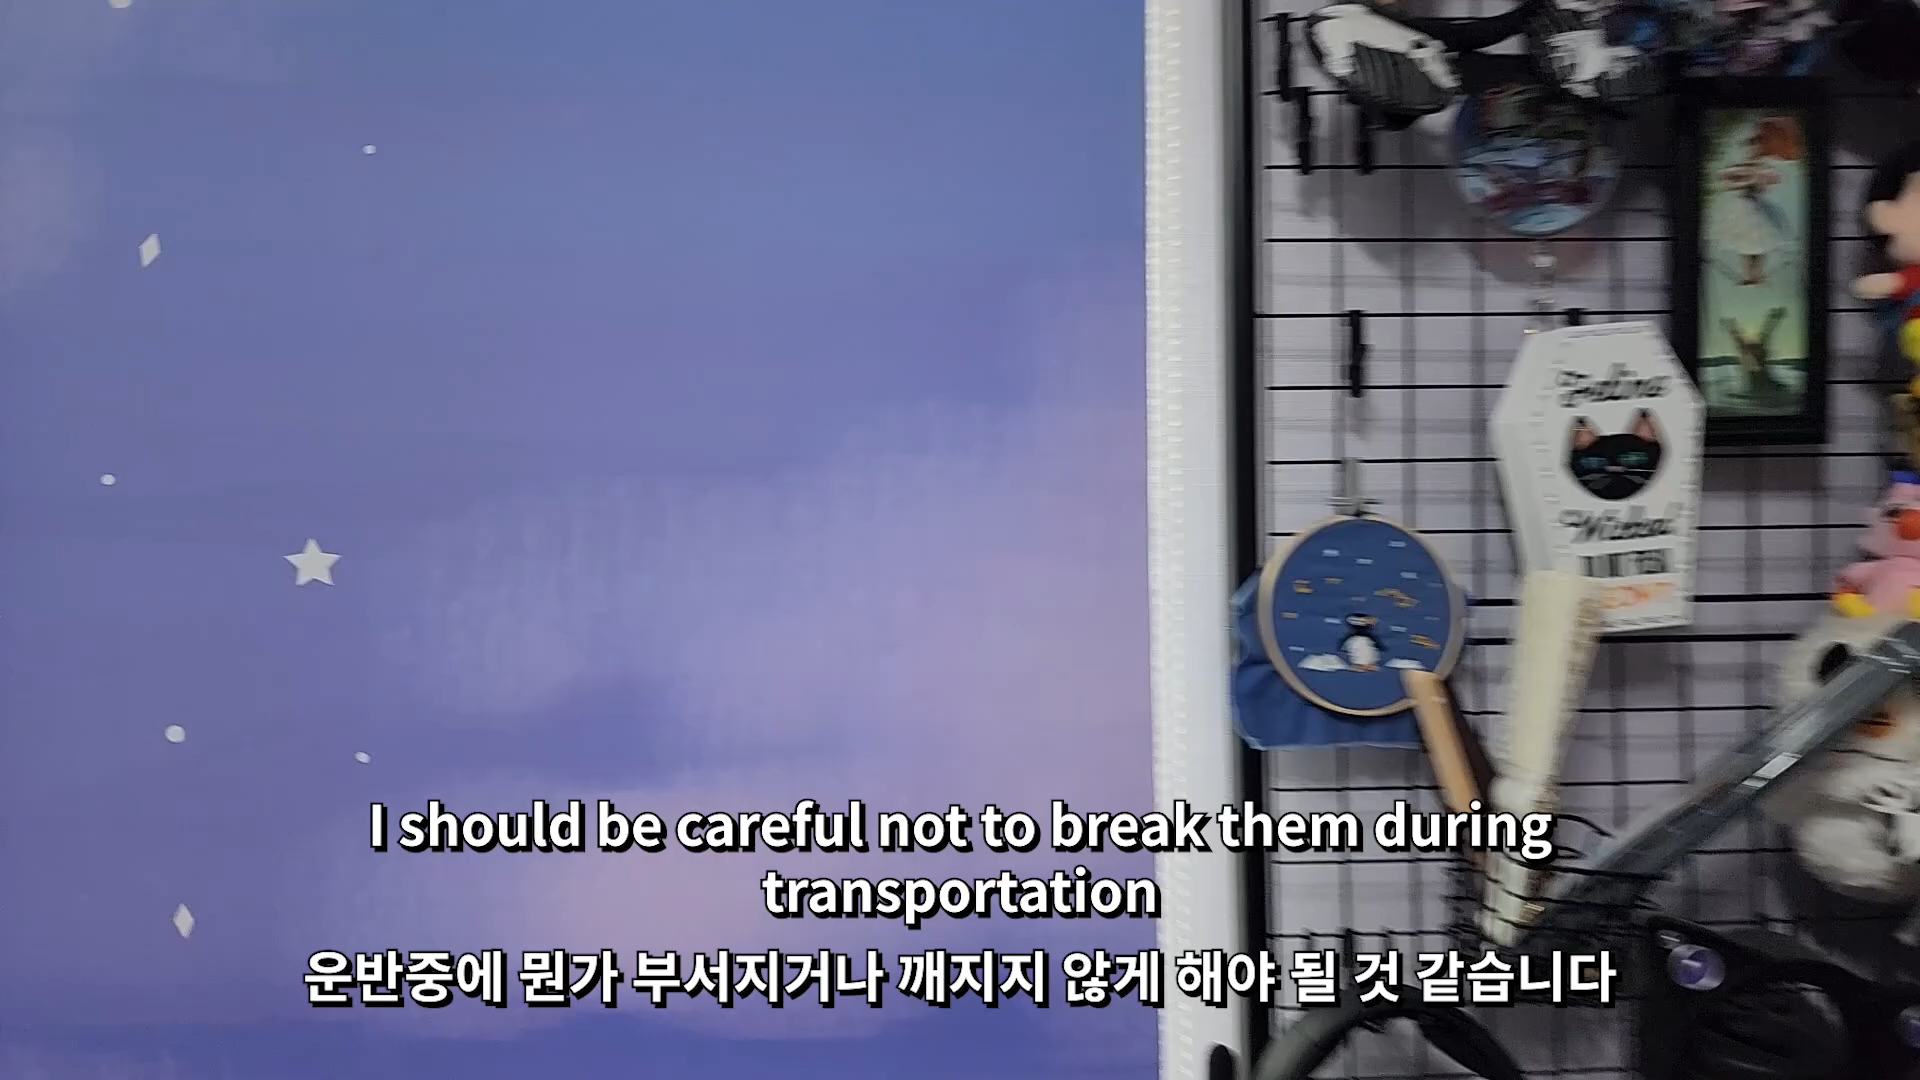 Feline
I should be careful not to break them during
transportation
운반중에 뭔가 부서지거나 깨지지 않게 해야 될 것 같습니다